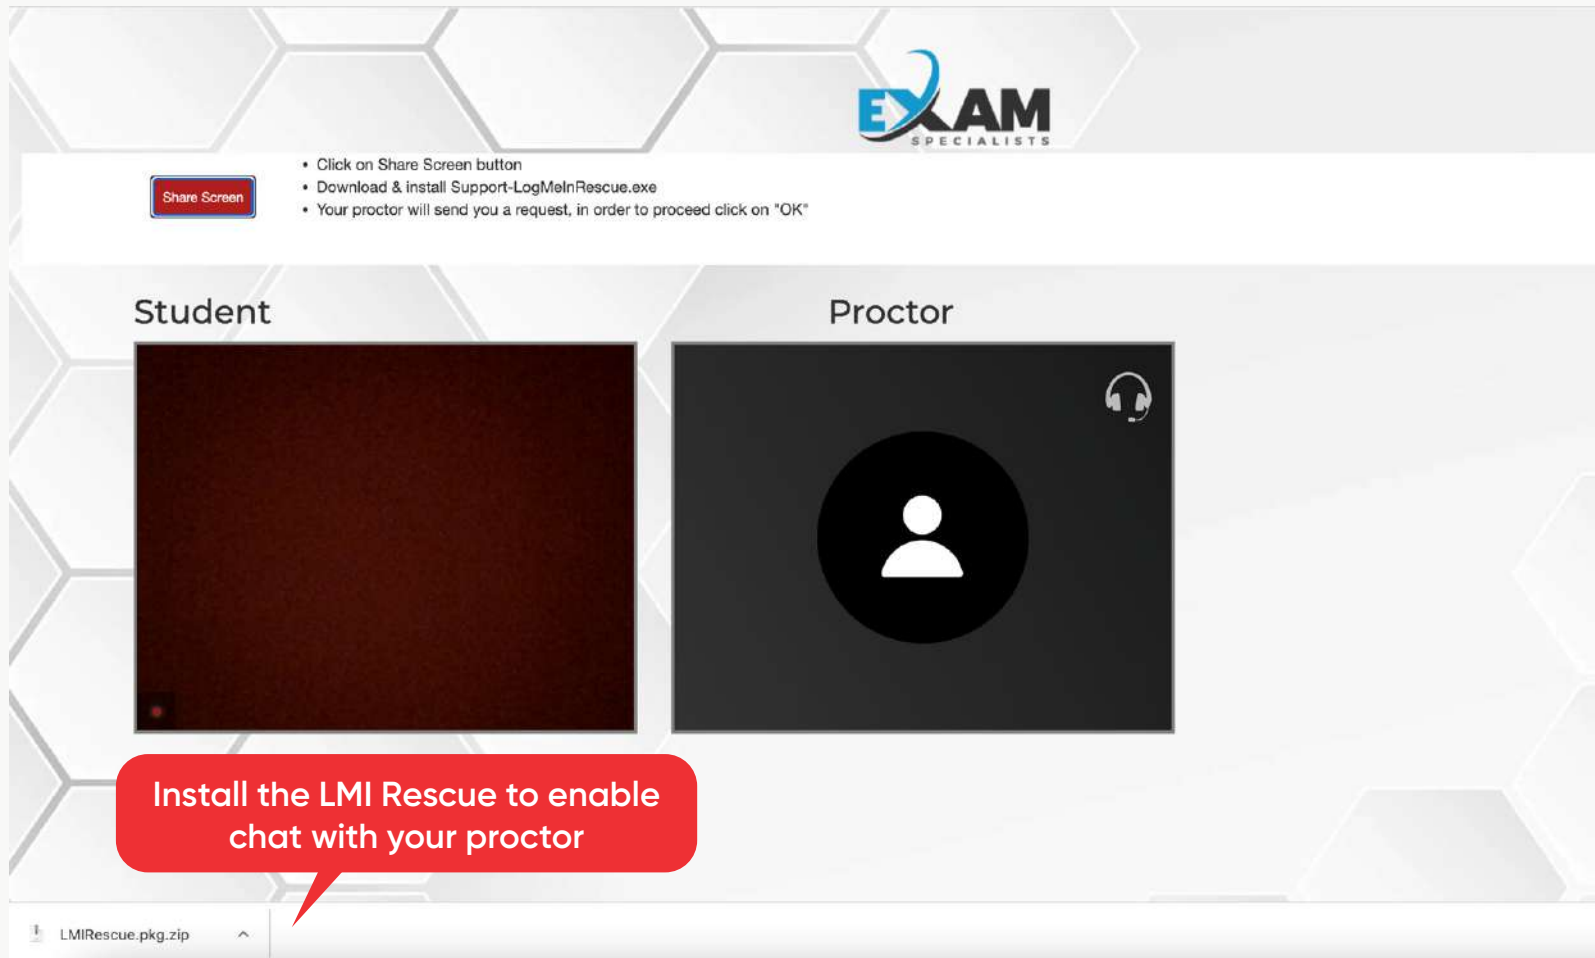 EXAM
SPECIALISTS
Share Screen
• Click on Share Screen button
• Download & install Support-LogMeInRescue.exe
• Your proctor will send you a request, in order to proceed click on "OK"
Student
Proctor
Install the LMI Rescue to enable
chat with your proctor
LMIRescue.pkg.zip